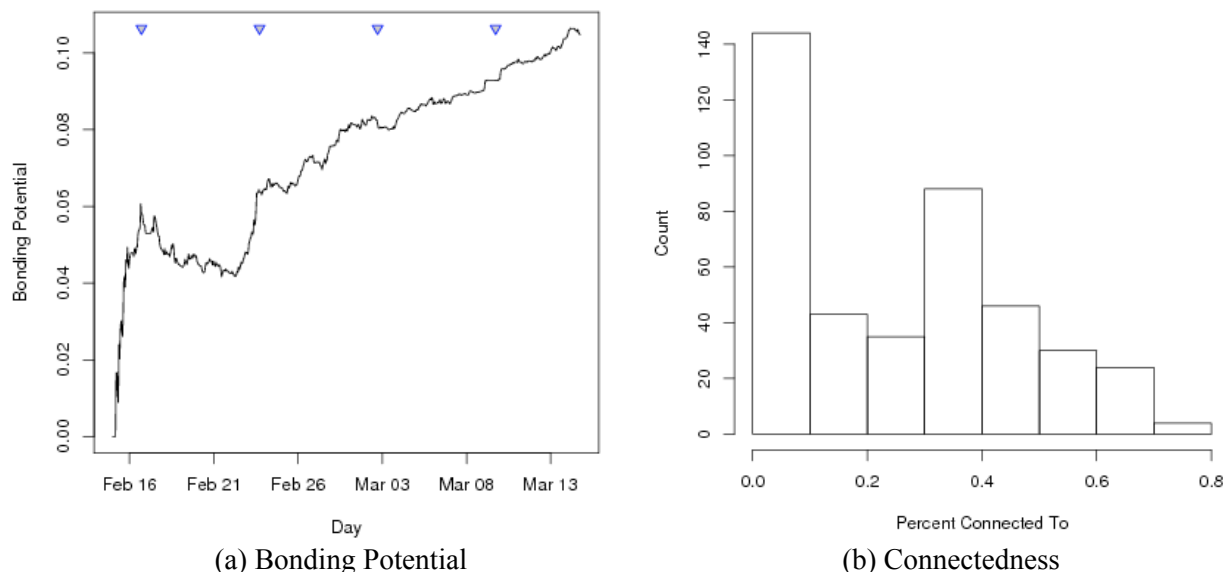 Bonding Potential
0.00
0.02
0.04
0.06
0.08
0.10
Feb 16 Feb 21 Feb 26 Mar 03 Mar 08 Mar 13
Day
(a) Bonding Potential
Count
0
20
40
60
80
100
120
140
0.0 0.2 0.4 0.6 0.8
Percent Connected To
(b) Connectedness